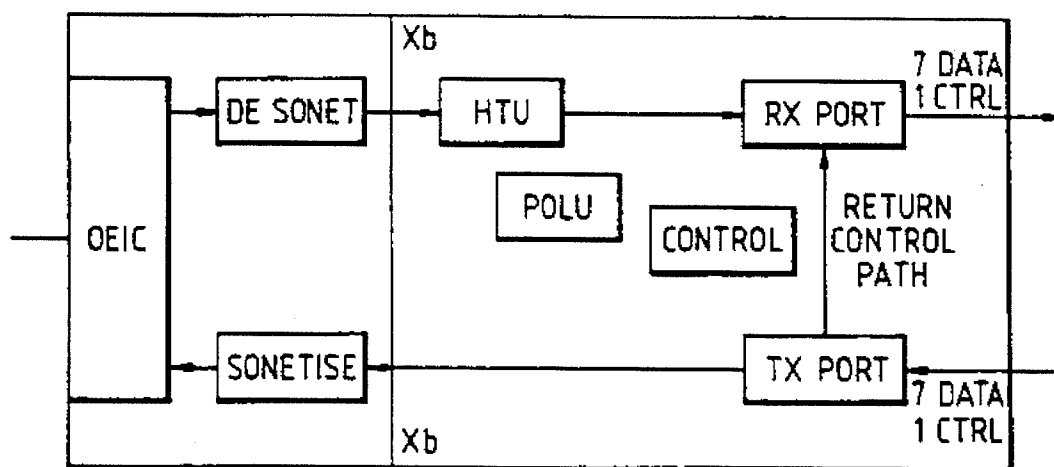 Xb
7 DATA
1 CTRL
DE SONET
HTU
RX PORT
POLU
OEIC
CONTROL
RETURN
CONTROL
PATH
SONETISE
TX PORT
7 DATA
1 CTRL
Xb